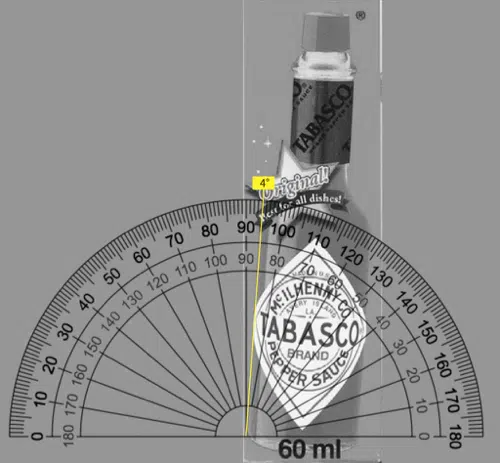 ®
TABASCO
4°
Original!
Best for all dishes!
0 10 20 30 40 50 60 70 80 90 100 110
180 170 160 150 140 130 120 110 100 90 80 70 60 50 40 30 20 10 0
130 140 150 160 170 180
McILHENNY CO.
TABASCO
BRAND
PEPPER SAUCE
60 ml